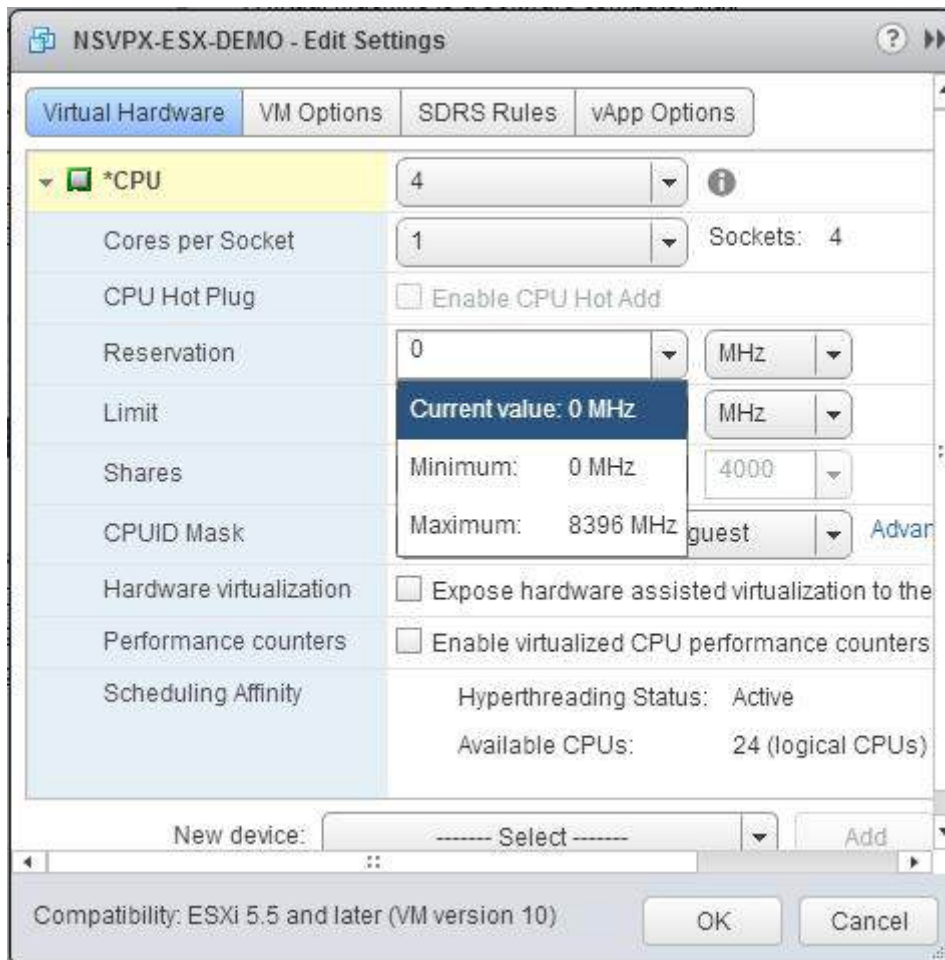 NSVPX-ESX-DEMO - Edit Settings ?
Virtual Hardware VM Options SDRS Rules vApp Options
*CPU 4
Cores per Socket 1 Sockets: 4
CPU Hot Plug Enable CPU Hot Add
Reservation 0 MHz
Limit Current value: 0 MHz MHz
Shares Minimum: 0 MHz 4000
CPUID Mask Maximum: 8396 MHz guest Advan
Hardware virtualization Expose hardware assisted virtualization to the
Performance counters Enable virtualized CPU performance counters
Scheduling Affinity Hyperthreading Status: Active
Available CPUs: 24 (logical CPUs)
New device: ------- Select ------- Add
Compatibility: ESXi 5.5 and later (VM version 10) OK Cancel